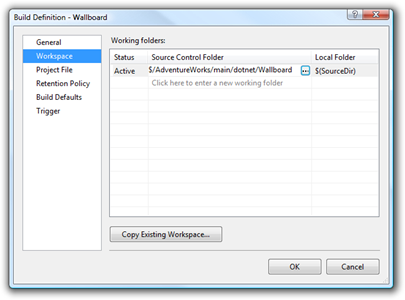 Build Definition - Wallboard
General
Workspace
Project File
Retention Policy
Build Defaults
Trigger
Working folders:
Status Source Control Folder Local Folder
Active $/AdventureWorks/main/dotnet/Wallboard ... $(SourceDir)
Click here to enter a new working folder
Copy Existing Workspace...
OK Cancel